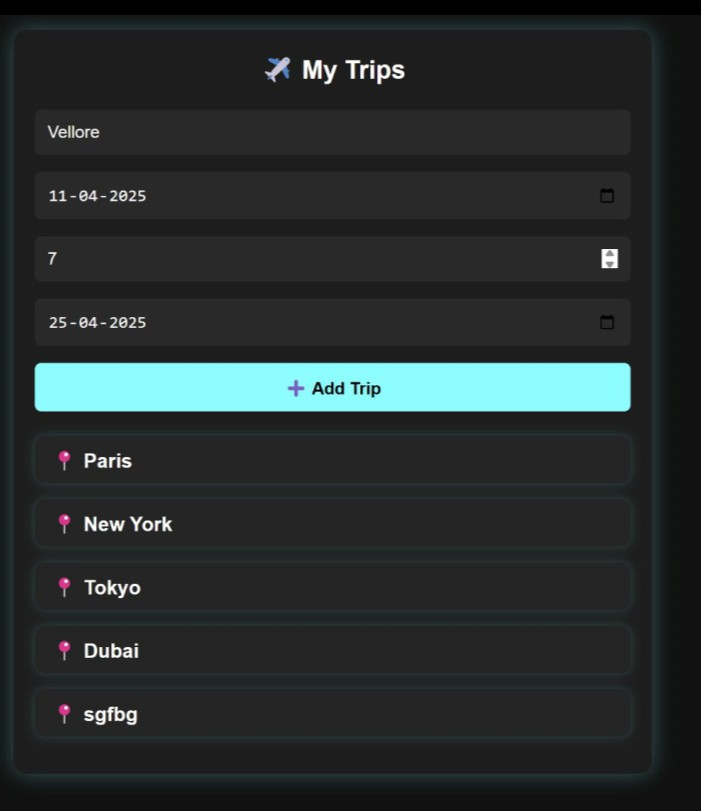 My Trips
Vellore
11-04-2025
7
25-04-2025
Add Trip
Paris
New York
Tokyo
Dubai
sgfbg